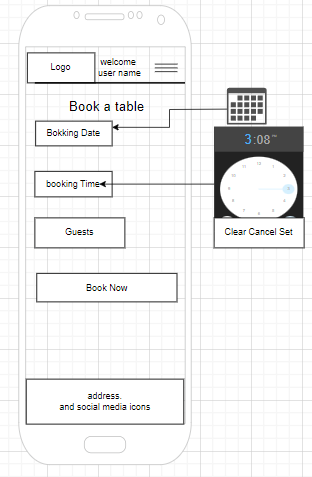 Logo
welcome
user name
Book a table
Bokking Date
booking Time
Guests
Book Now
address.
and social media icons
3:08
Clear Cancel Set